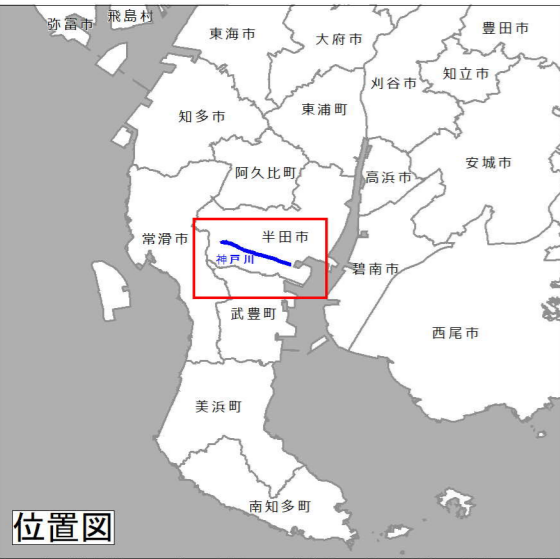 飛島村
弥富市
東海市
大府市
豊田市
知立市
刈谷市
知多市
東浦町
安城市
阿久比町
高浜市
常滑市
半田市
神戸川
碧南市
武豊町
西尾市
美浜町
南知多町
位置図